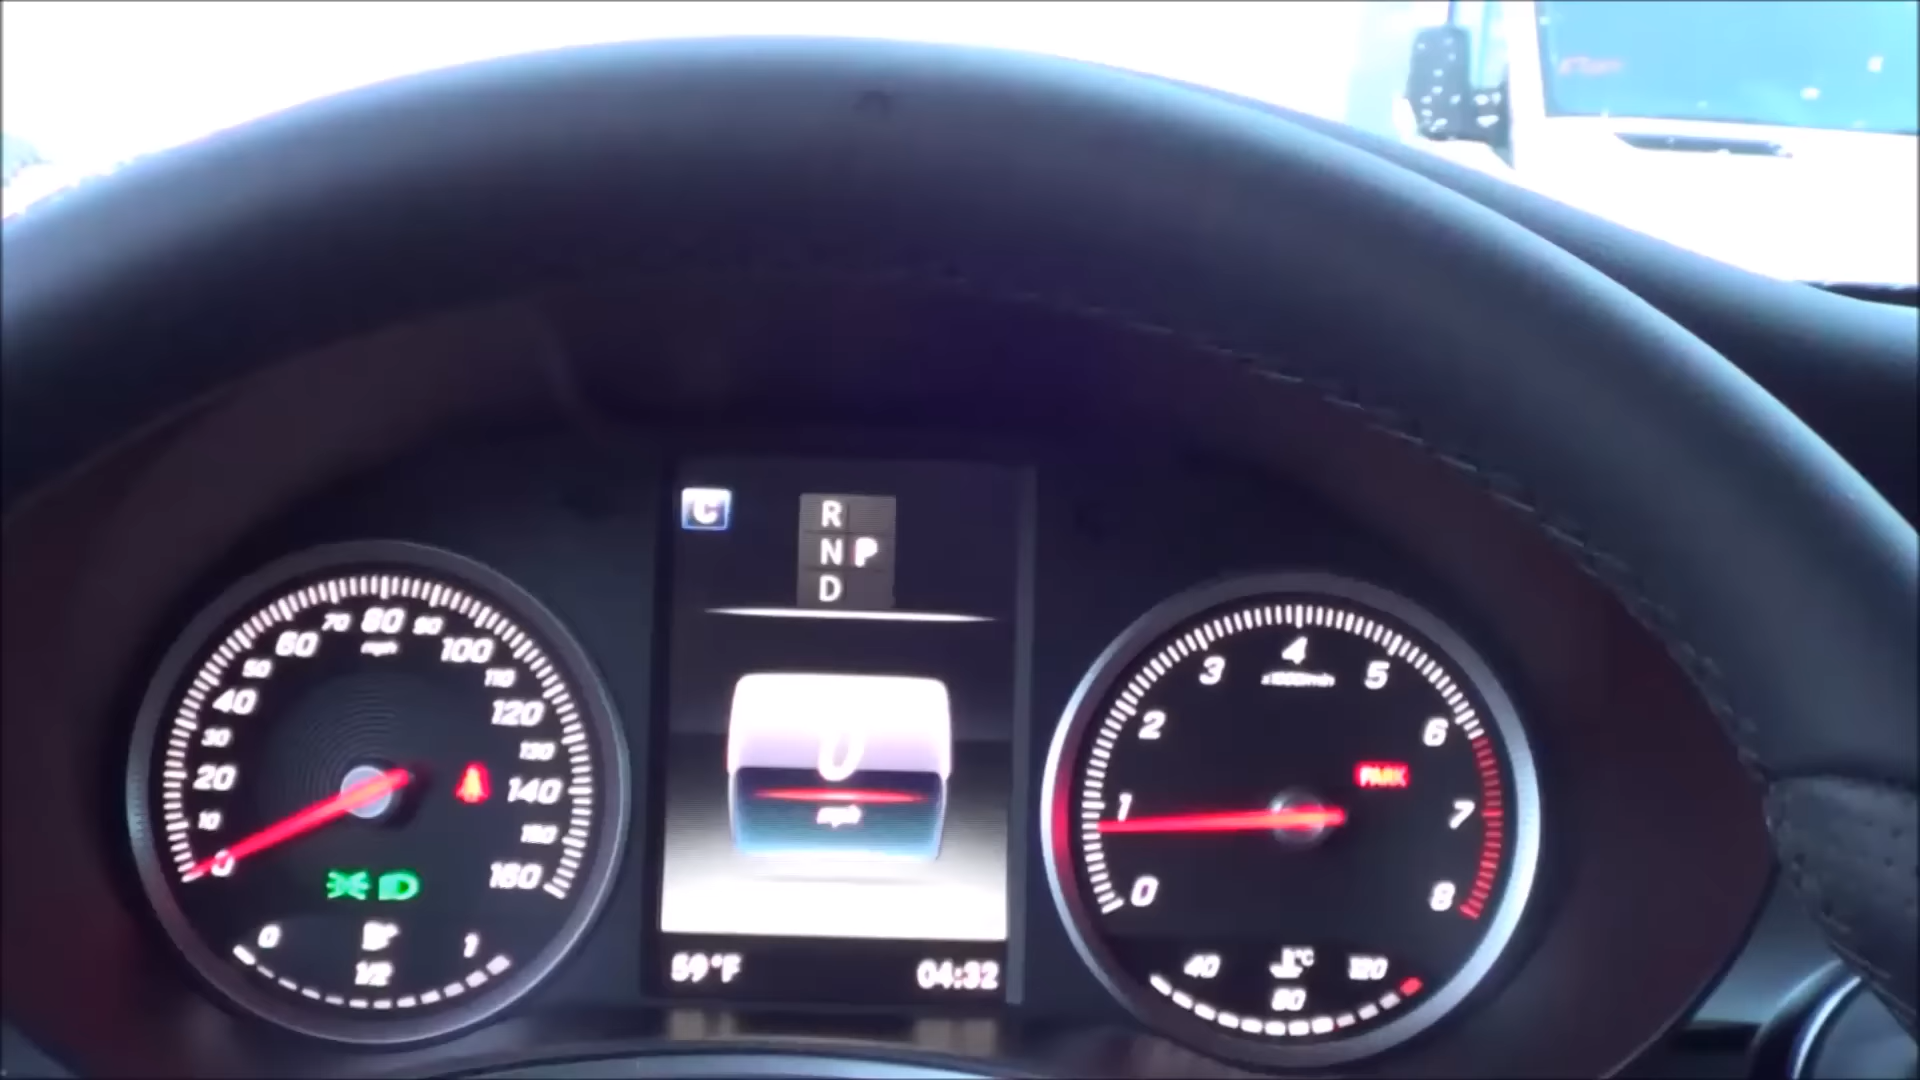 C
R
N P
D
70 80 90
60 mph 100
50 110
40 120
30 130
20 140
10 150
0 160
0 1
1/2
0
mph
59°F 04:32
4
3 5
x1000/min
2 6
PARK
1 7
0 8
°C
40 120
80